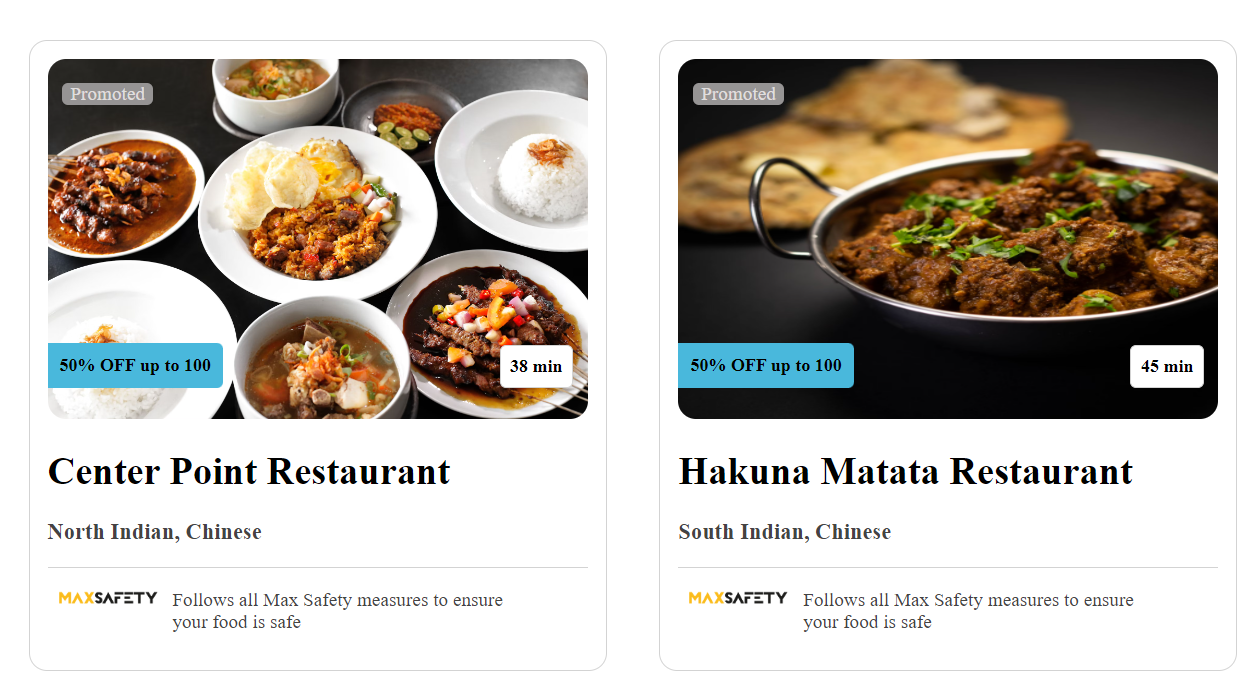 Promoted
50% OFF up to 100
38 min
Center Point Restaurant
North Indian, Chinese
MAXSAFETY
Follows all Max Safety measures to ensure
your food is safe
Promoted
50% OFF up to 100
45 min
Hakuna Matata Restaurant
South Indian, Chinese
MAXSAFETY
Follows all Max Safety measures to ensure
your food is safe